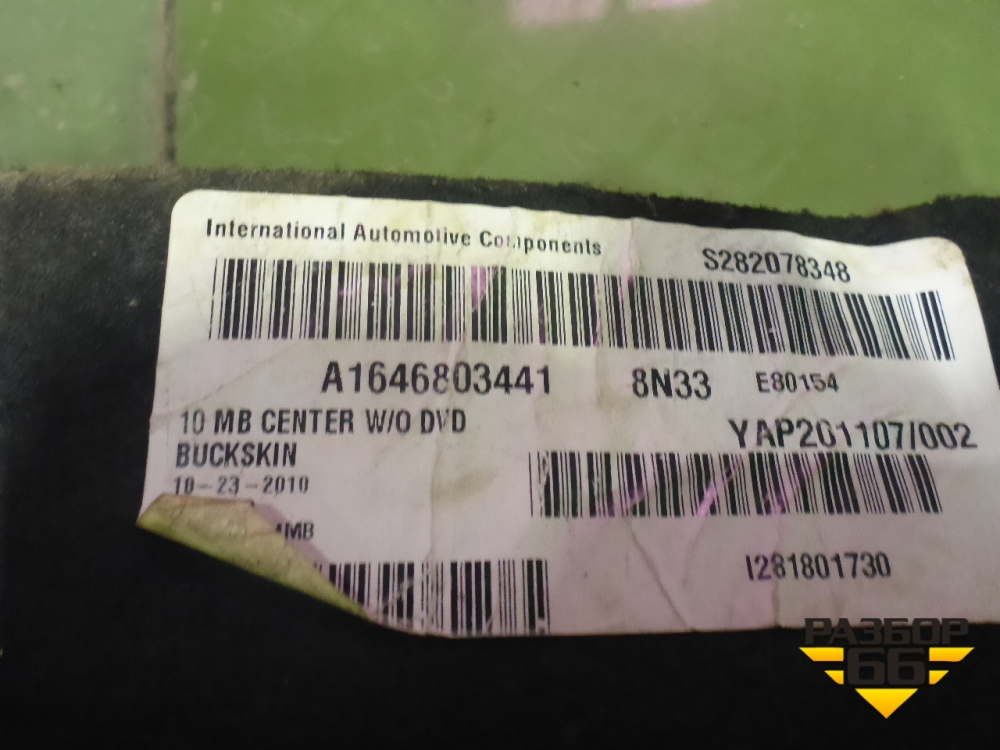 International Automotive Components
S282078348
A1646803441 8N33 E80154
10 MB CENTER W/O DVD
YAP201107/002
BUCKSKIN
10-23-2010
4MB
I281801730
РАЗБОР
66